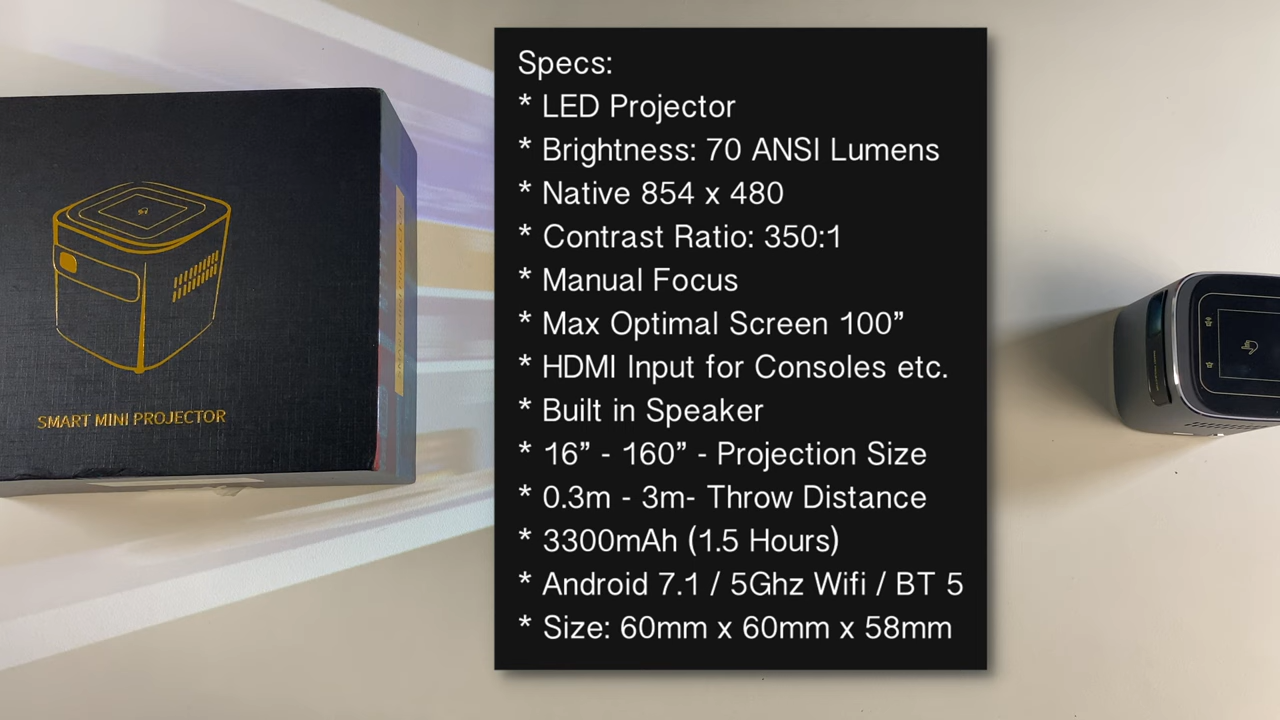 Specs:
* LED Projector
* Brightness: 70 ANSI Lumens
* Native 854 x 480
* Contrast Ratio: 350:1
* Manual Focus
* Max Optimal Screen 100”
* HDMI Input for Consoles etc.
* Built in Speaker
* 16” - 160” - Projection Size
* 0.3m - 3m- Throw Distance
* 3300mAh (1.5 Hours)
* Android 7.1 / 5Ghz Wifi / BT 5
* Size: 60mm x 60mm x 58mm
SMART MINI PROJECTOR